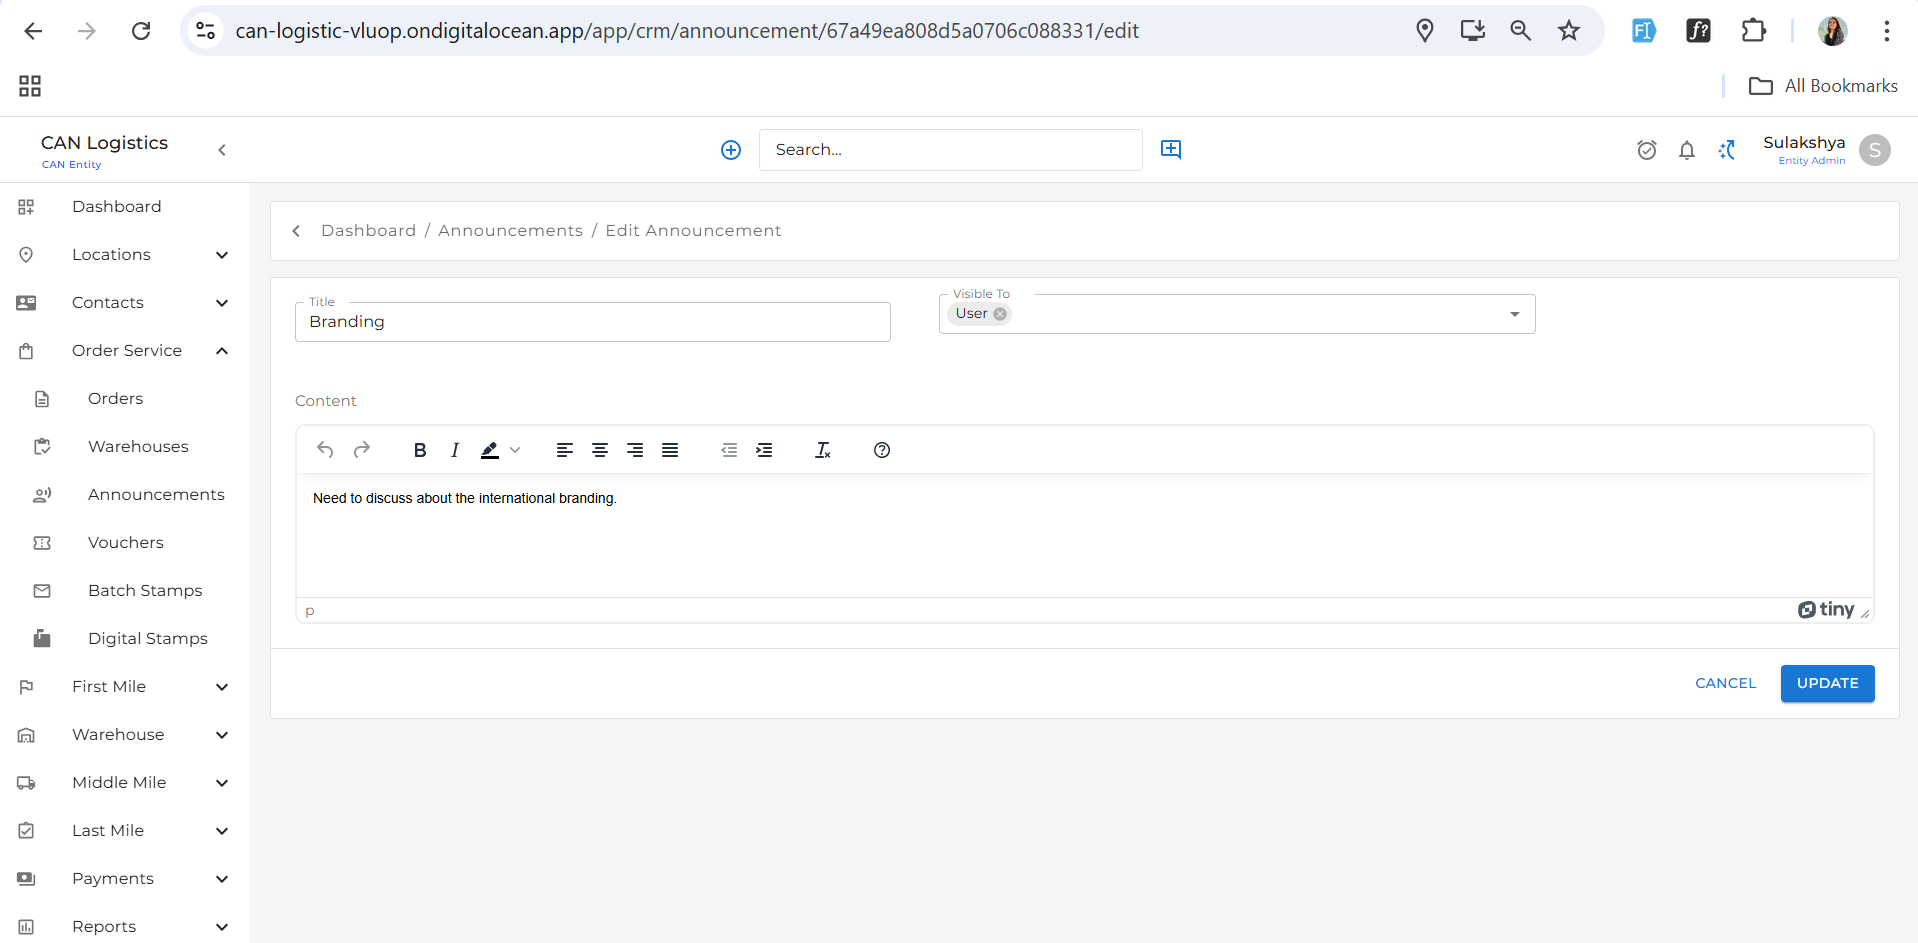 can-logistic-vluop.ondigitalocean.app/app/crm/announcement/67a49ea808d5a0706c088331/edit
All Bookmarks
CAN Logistics
CAN Entity
Search...
Sulakshya
Entity Admin
S
Dashboard
Locations
Contacts
Order Service
Orders
Warehouses
Announcements
Vouchers
Batch Stamps
Digital Stamps
First Mile
Warehouse
Middle Mile
Last Mile
Payments
Reports
Dashboard / Announcements / Edit Announcement
Title
Branding
Visible To
User
Content
Need to discuss about the international branding.
p
tiny
CANCEL
UPDATE